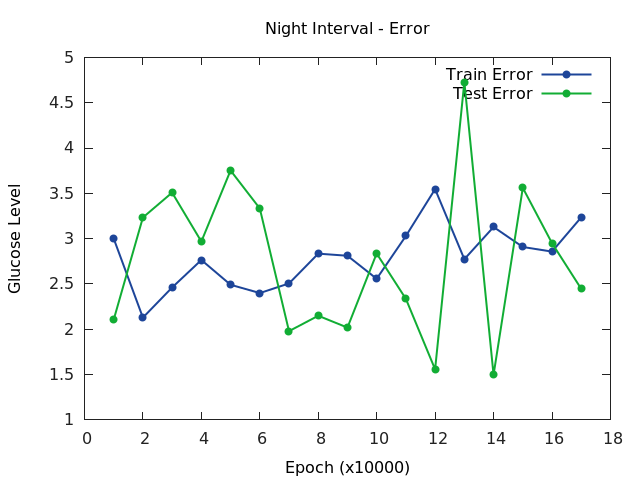 Night Interval - Error
Train Error
Test Error
5
4.5
4
3.5
3
2.5
2
1.5
1
Glucose Level
0 2 4 6 8 10 12 14 16 18
Epoch (x10000)